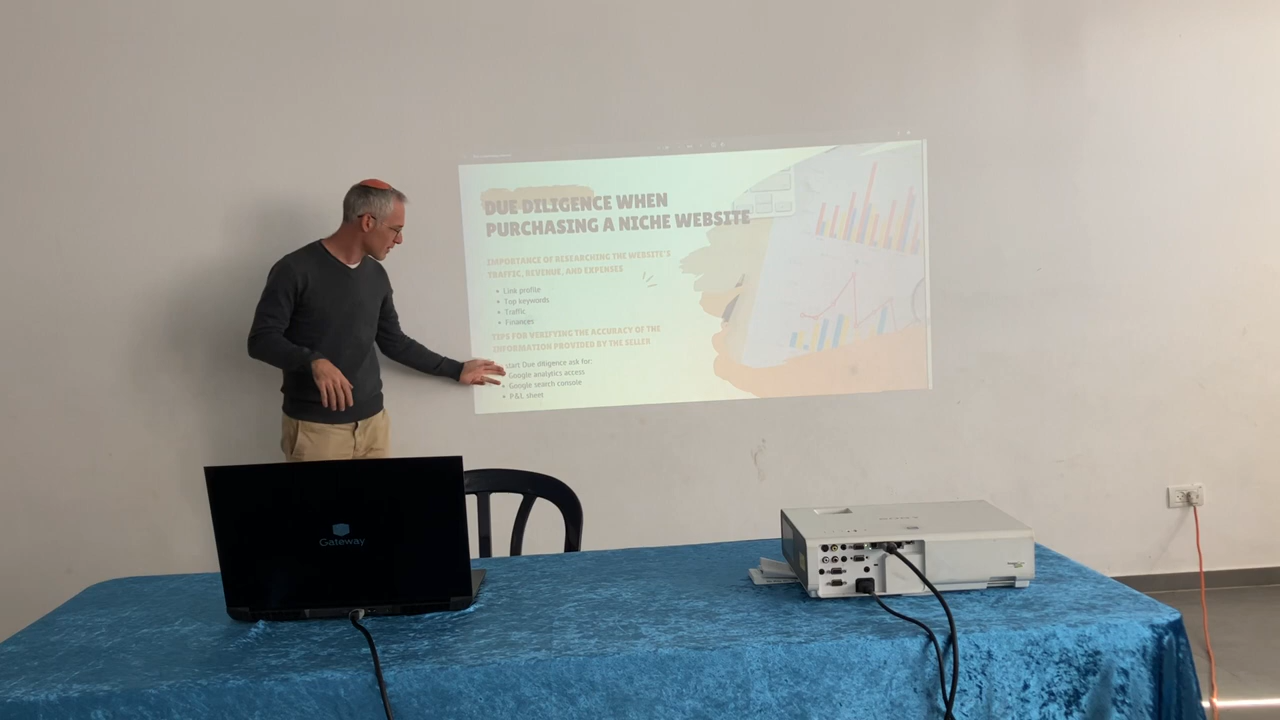 DUE DILIGENCE WHEN
PURCHASING A NICHE WEBSITE
IMPORTANCE OF RESEARCHING THE WEBSITE'S
TRAFFIC, REVENUE, AND EXPENSES
• Link profile
• Top keywords
• Traffic
• Finances
TIPS FOR VERIFYING THE ACCURACY OF THE
INFORMATION PROVIDED BY THE SELLER
start Due diligence ask for:
• Google analytics access
• Google search console
• P&L sheet
Gateway